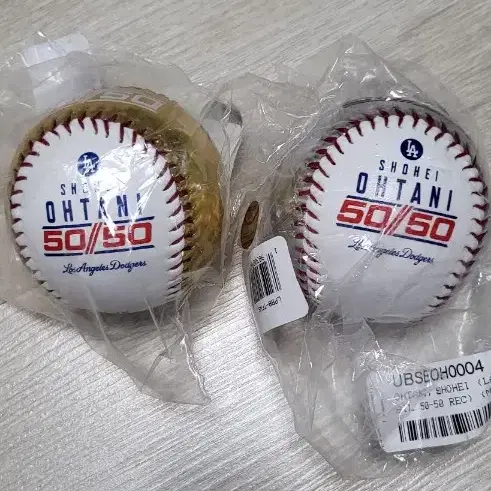 LA
SHOHEI
OHTANI
50//50
Los Angeles Dodgers
LA
SHOHEI
OHTANI
50//50
Los Angeles Dodgers
UBSEOH0004
OHTANI SHOHEI
50-50 REC)